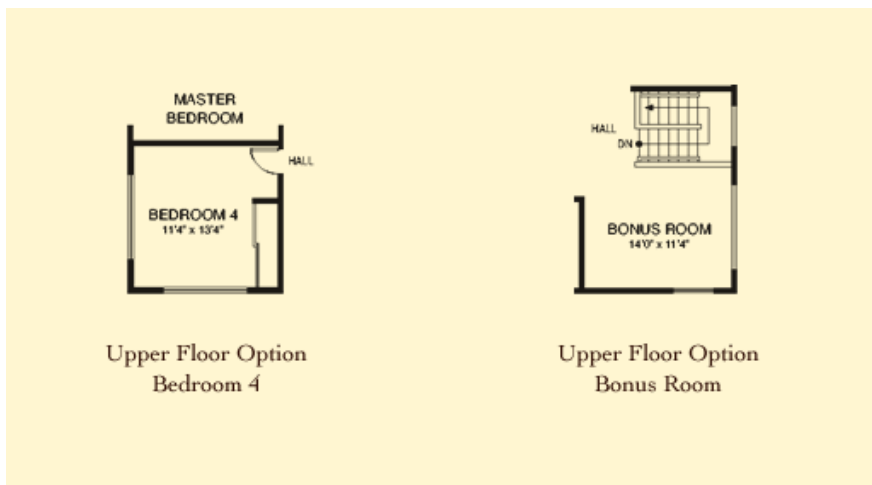 MASTER
BEDROOM
HALL
BEDROOM 4
11'4" x 13'4"
Upper Floor Option
Bedroom 4
HALL
DN
BONUS ROOM
14'0" x 11'4"
Upper Floor Option
Bonus Room